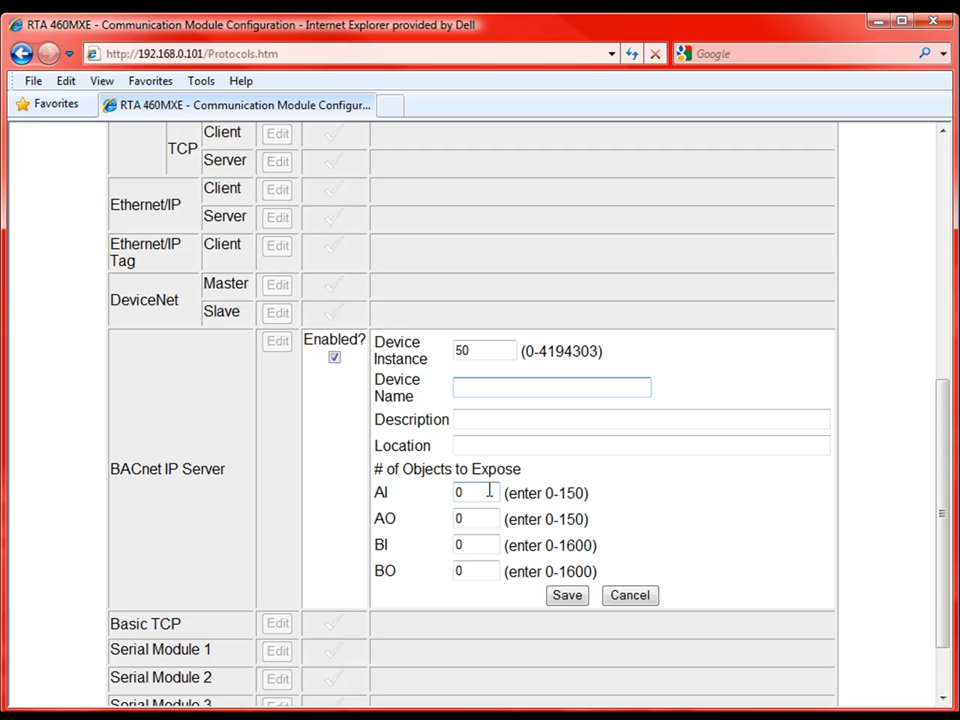 RTA 460MXE - Communication Module Configuration - Internet Explorer provided by Dell
http://192.168.0.101/Protocols.htm
Google
File Edit View Favorites Tools Help
Favorites
RTA 460MXE - Communication Module Configur...
TCP
Client Edit
Server Edit
Ethernet/IP
Client Edit
Server Edit
Ethernet/IP Tag
Client Edit
DeviceNet
Master Edit
Slave Edit
BACnet IP Server
Edit
Enabled?
Device Instance 50 (0-4194303)
Device Name
Description
Location
# of Objects to Expose
AI 0 (enter 0-150)
AO 0 (enter 0-150)
BI 0 (enter 0-1600)
BO 0 (enter 0-1600)
Save Cancel
Basic TCP Edit
Serial Module 1 Edit
Serial Module 2 Edit
Serial Module 3 Edit